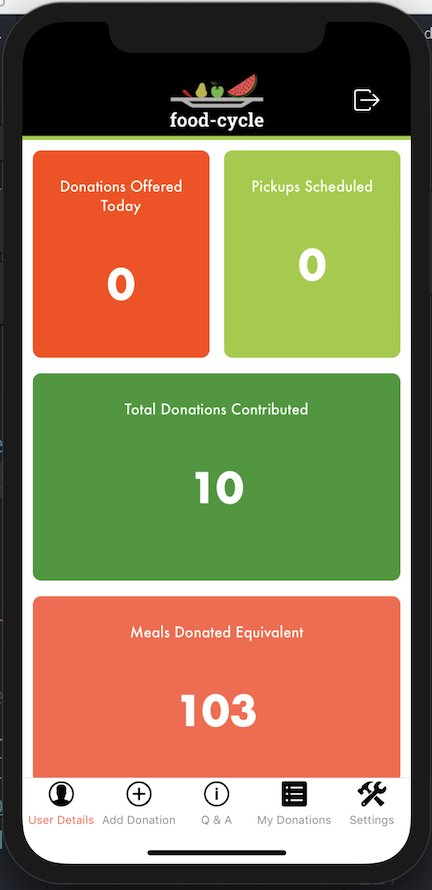 food-cycle
Donations Offered
Today
0
Pickups Scheduled
0
Total Donations Contributed
10
Meals Donated Equivalent
103
User Details
Add Donation
Q & A
My Donations
Settings